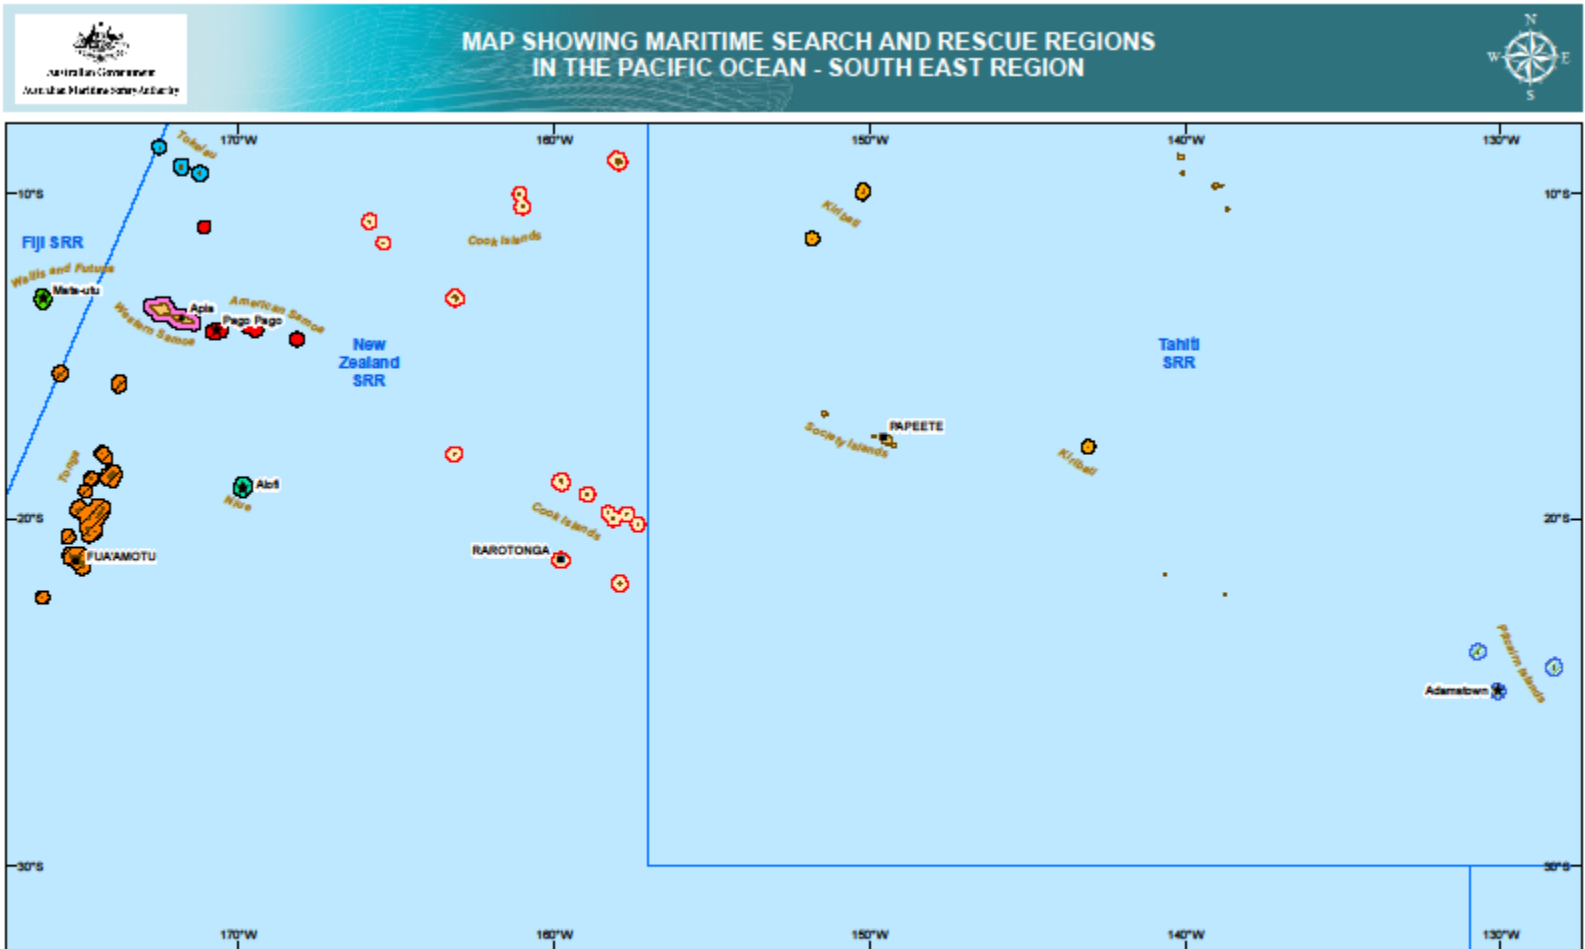 Australian Government
Australian Maritime Safety Authority
MAP SHOWING MARITIME SEARCH AND RESCUE REGIONS
IN THE PACIFIC OCEAN - SOUTH EAST REGION
N
W
E
S
170°W
160°W
150°W
140°W
130°W
Tokelau
10°S
10°S
Kiribati
Cook Islands
Fiji SRR
Wallis and Futuna
Mata-utu
Apia
American Samoa
Pago Pago
Western Samoa
New
Zealand
SRR
Tahiti
SRR
PAPEETE
Society Islands
Kiribati
Tonga
Alofi
Niue
Cook Islands
20°S
20°S
RAROTONGA
FUA'AMOTU
Pitcairn Islands
Adamstown
30°S
30°S
170°W
160°W
150°W
140°W
130°W